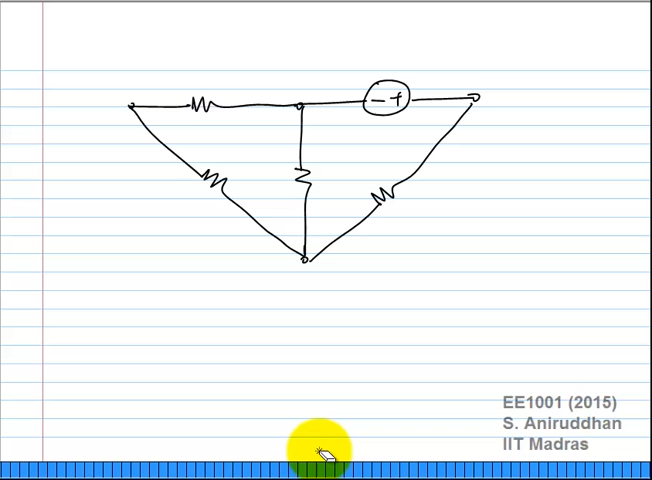 - +
EE1001 (2015)
S. Aniruddhan
IIT Madras